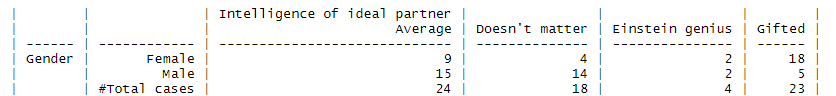 | | | Intelligence of ideal partner | | | |
| | | Average | Doesn't matter | Einstein genius | Gifted |
| ------ | ------------- | ----------------------------- | -------------- | --------------- | ------ |
| Gender | Female | 9 | 4 | 2 | 18 |
| | Male | 15 | 14 | 2 | 5 |
| | #Total cases | 24 | 18 | 4 | 23 |